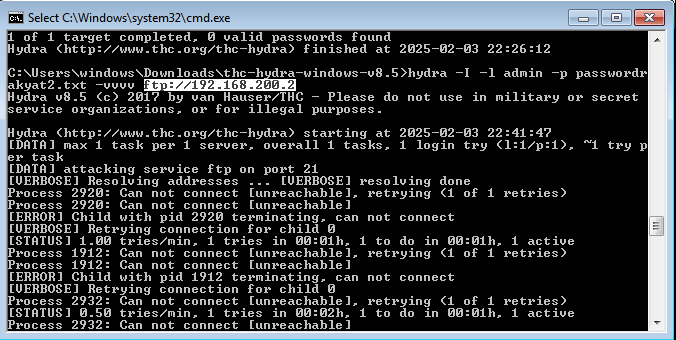 Select C:\Windows\system32\cmd.exe
1 of 1 target completed, 0 valid passwords found
Hydra (http://www.thc.org/thc-hydra) finished at 2025-02-03 22:26:12
C:\Users\windows\Downloads\thc-hydra-windows-v8.5>hydra -I -l admin -p passwordr
akyat2.txt -vvvv ftp://192.168.200.2
Hydra v8.5 (c) 2017 by van Hauser/THC - Please do not use in military or secret
service organizations, or for illegal purposes.
Hydra (http://www.thc.org/thc-hydra) starting at 2025-02-03 22:41:47
[DATA] max 1 task per 1 server, overall 1 tasks, 1 login try (l:1/p:1), ~1 try p
er task
[DATA] attacking service ftp on port 21
[VERBOSE] Resolving addresses ... [VERBOSE] resolving done
Process 2920: Can not connect [unreachable], retrying (1 of 1 retries)
Process 2920: Can not connect [unreachable]
[ERROR] Child with pid 2920 terminating, can not connect
[VERBOSE] Retrying connection for child 0
[STATUS] 1.00 tries/min, 1 tries in 00:01h, 1 to do in 00:01h, 1 active
Process 1912: Can not connect [unreachable], retrying (1 of 1 retries)
Process 1912: Can not connect [unreachable]
[ERROR] Child with pid 1912 terminating, can not connect
[VERBOSE] Retrying connection for child 0
Process 2932: Can not connect [unreachable], retrying (1 of 1 retries)
[STATUS] 0.50 tries/min, 1 tries in 00:02h, 1 to do in 00:01h, 1 active
Process 2932: Can not connect [unreachable]